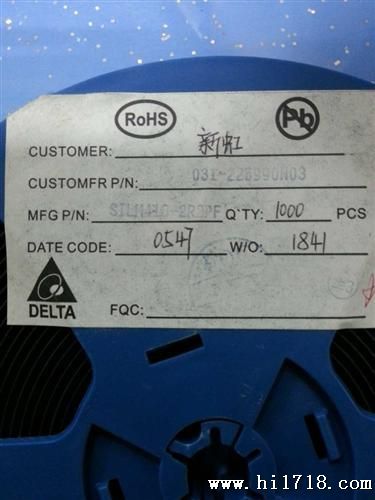 RoHS Pb
CUSTOMER: 新虹
CUSTOMFR P/N:
MFG P/N: Q'TY: 1000 PCS
DATE CODE: 0547 W/O: 1841
DELTA FQC:
www.hi1718.com